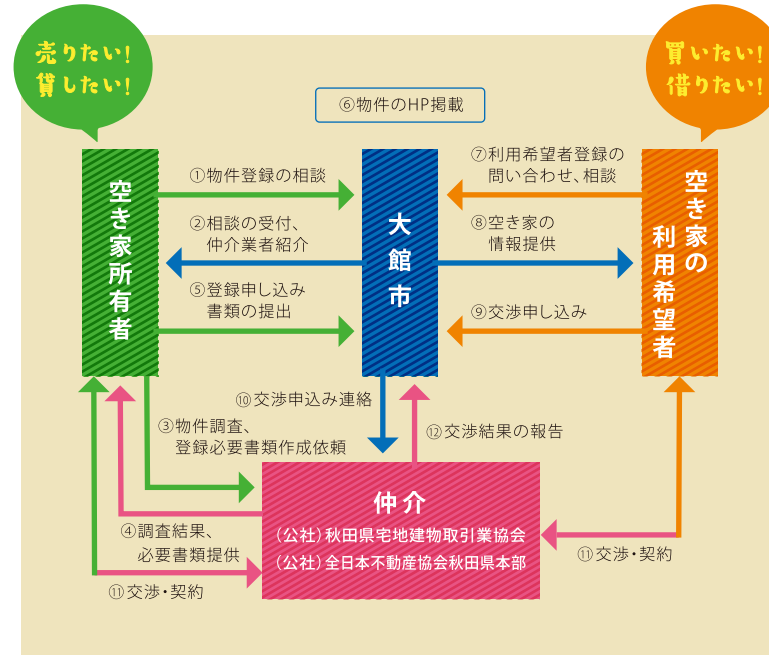 売りたい!
貸したい!
買いたい!
借りたい!
⑥物件のHP掲載
空き家所有者
大館市
空き家の
利用希望者
①物件登録の相談
②相談の受付、
仲介業者紹介
⑤登録申し込み
書類の提出
⑦利用希望者登録の
問い合わせ、相談
⑧空き家の
情報提供
⑨交渉申し込み
⑩交渉申込み連絡
③物件調査、
登録必要書類作成依頼
⑫交渉結果の報告
仲介
(公社)秋田県宅地建物取引業協会
(公社)全日本不動産協会秋田県本部
④調査結果、
必要書類提供
⑪交渉・契約
⑪交渉・契約